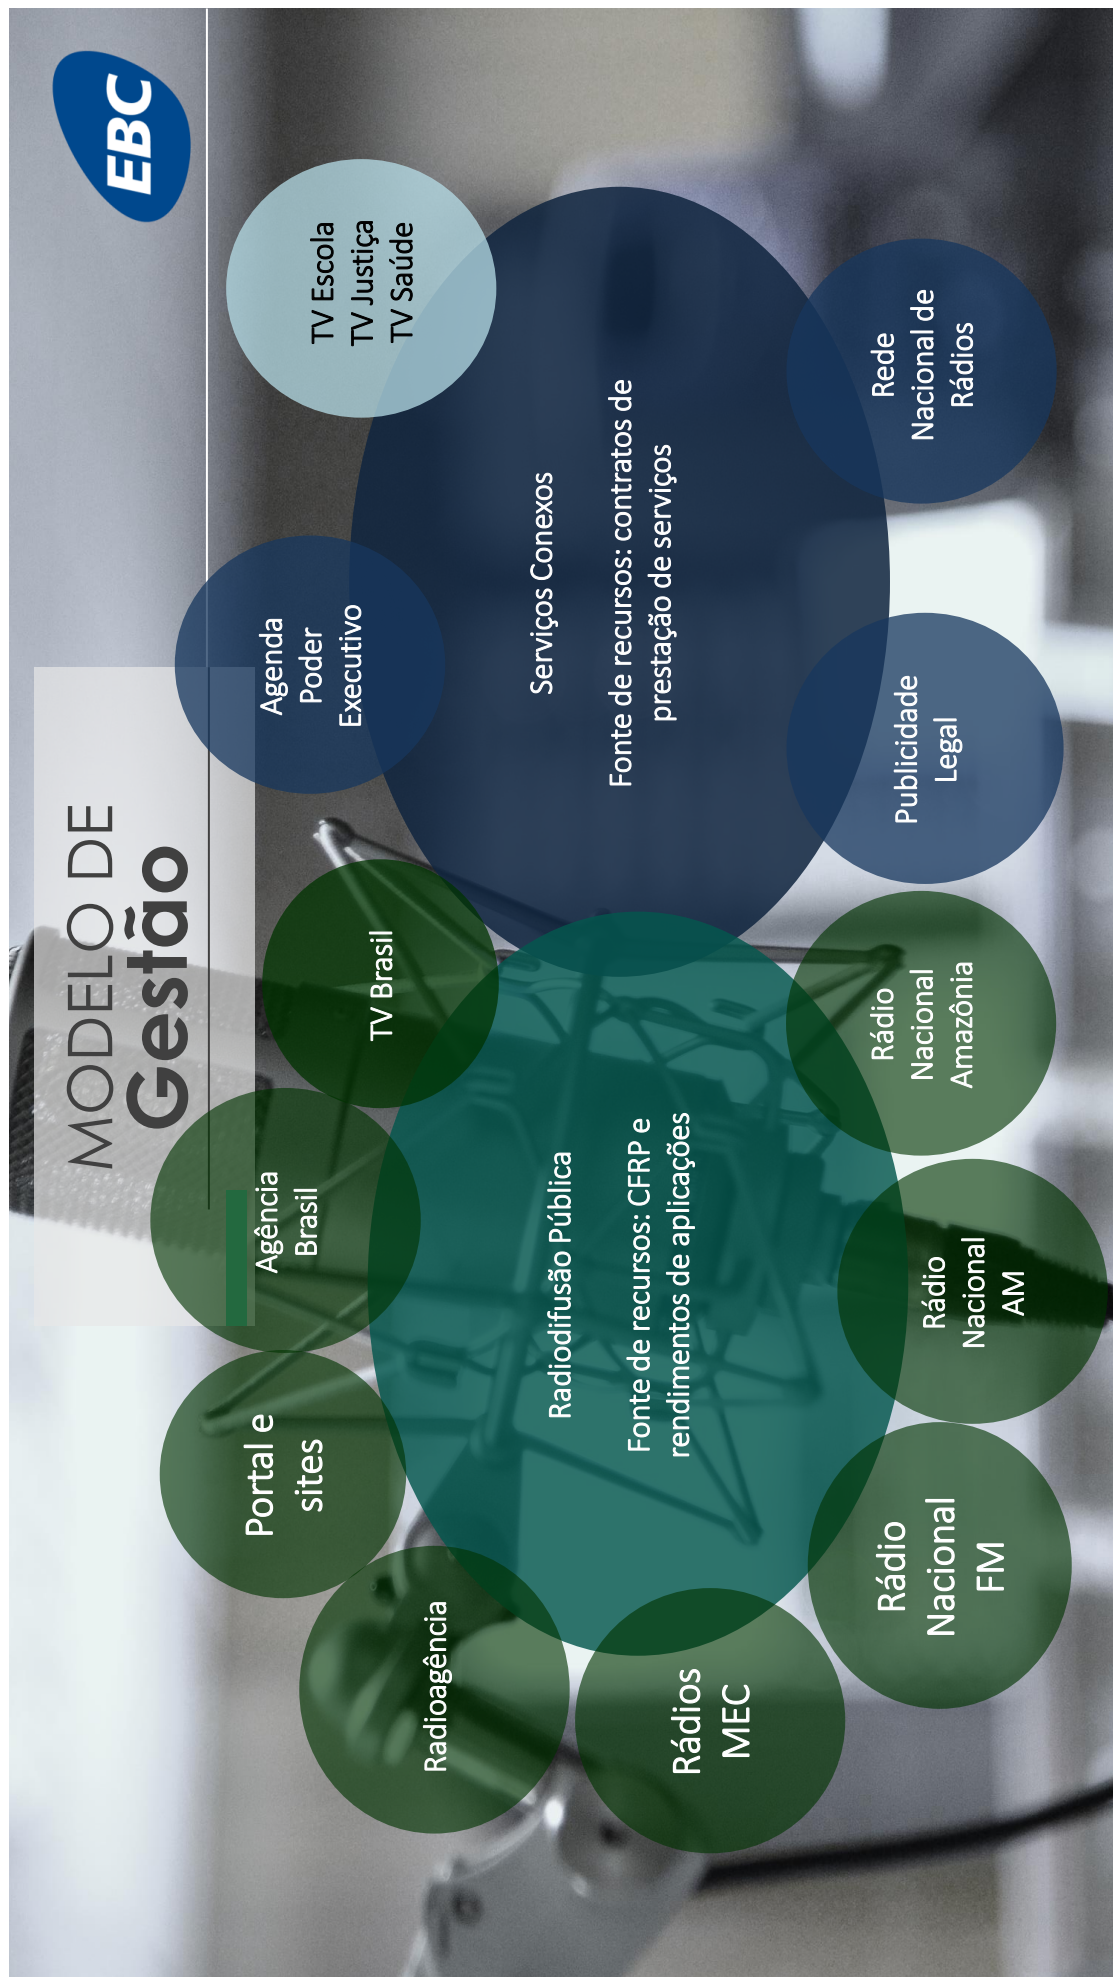 MODELO DE
Gestão
EBC
Radioagência
Portal e
sites
Agência
Brasil
TV Brasil
Agenda
Poder
Executivo
TV Escola
TV Justiça
TV Saúde
Radiodifusão Pública
Fonte de recursos: CFRP e
rendimentos de aplicações
Serviços Conexos
Fonte de recursos: contratos de
prestação de serviços
Rádios
MEC
Rádio
Nacional
FM
Rádio
Nacional
AM
Rádio
Nacional
Amazônia
Publicidade
Legal
Rede
Nacional de
Rádios